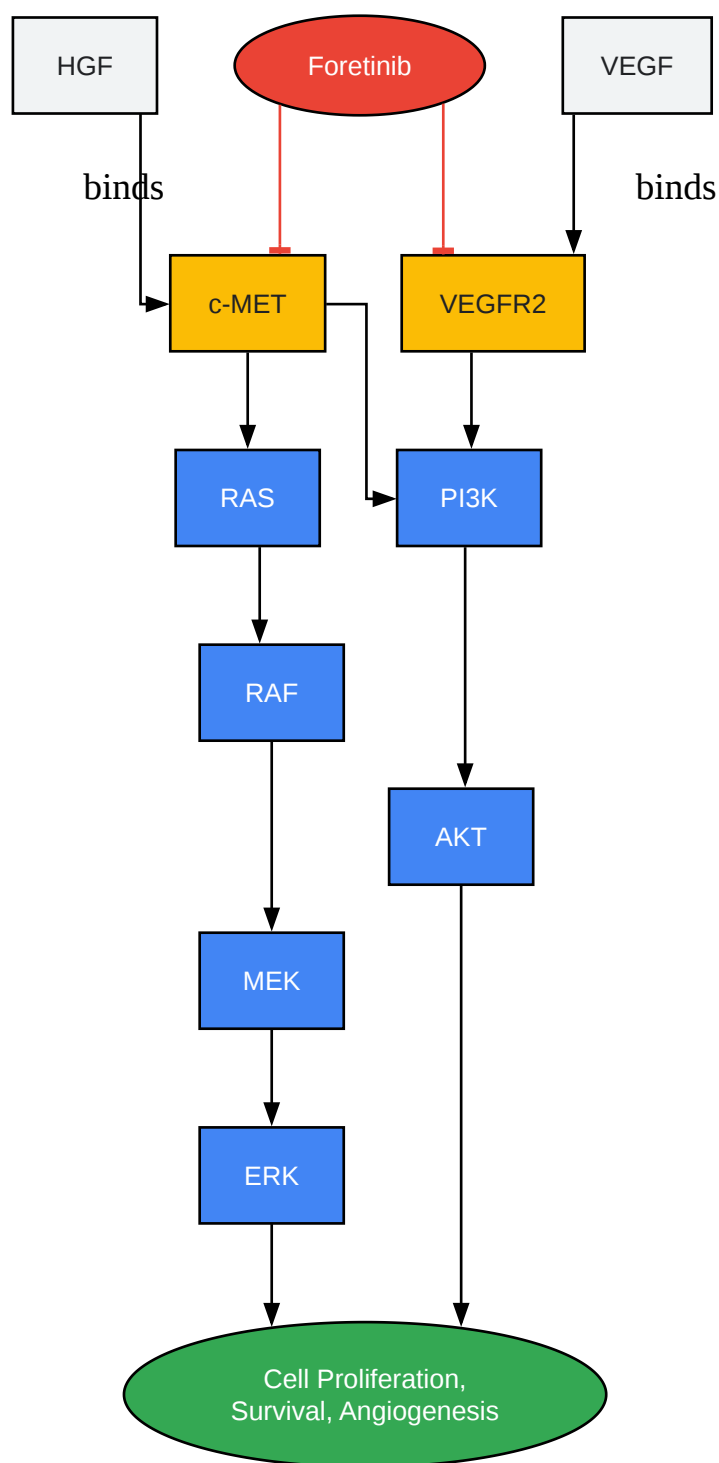 HGF
Foretinib
VEGF
binds
binds
c-MET
VEGFR2
RAS
PI3K
RAF
AKT
MEK
ERK
Cell Proliferation,
Survival, Angiogenesis